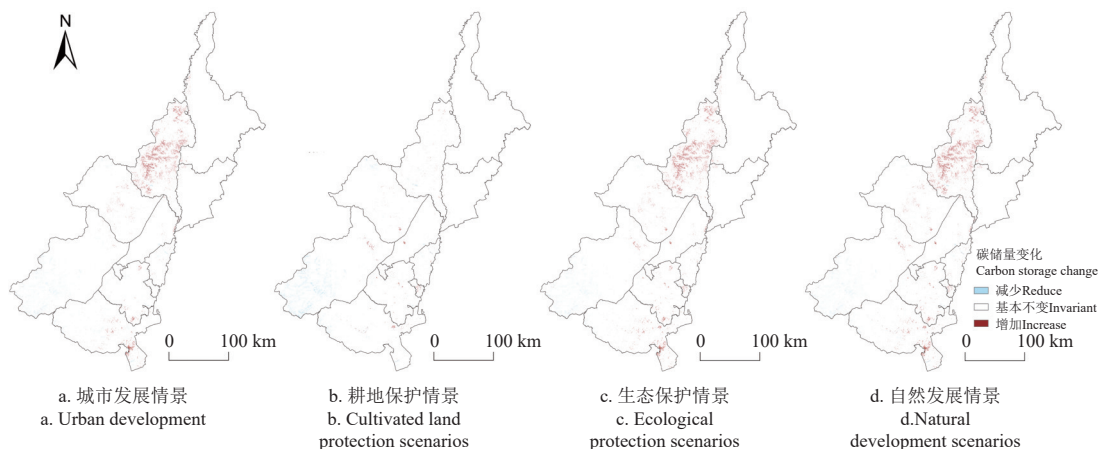 N
碳储量变化
Carbon storage change
减少Reduce
基本不变Invariant
增加Increase
0 100 km
0 100 km
0 100 km
0 100 km
a. 城市发展情景
a. Urban development
b. 耕地保护情景
b. Cultivated land
protection scenarios
c. 生态保护情景
c. Ecological
protection scenarios
d. 自然发展情景
d.Natural
development scenarios